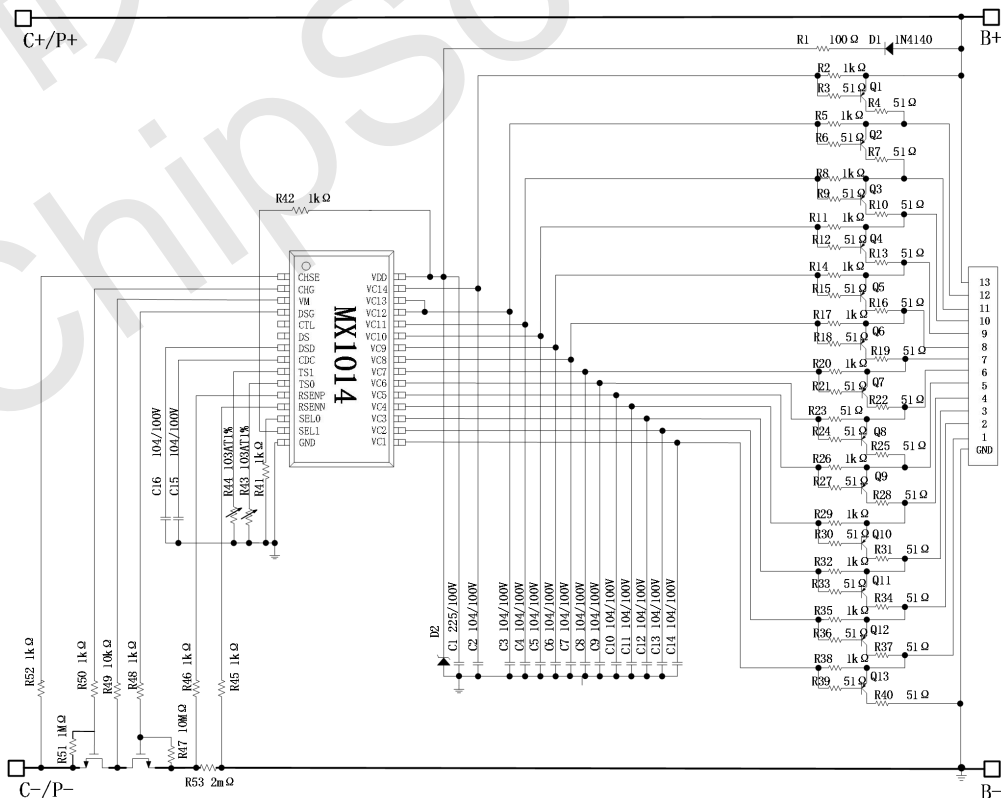 C+/P+
B+
R1 100Ω D1 1N4140
R2 1kΩ
R3 51Ω Q1
R4 51Ω
R5 1kΩ
R6 51Ω Q2
R7 51Ω
R8 1kΩ
R9 51Ω Q3
R10 51Ω
R11 1kΩ
R12 51Ω Q4
R13 51Ω
R14 1kΩ
R15 51Ω Q5
R16 51Ω
R17 1kΩ
R18 51Ω Q6
R19 51Ω
R20 1kΩ
R21 51Ω Q7
R22 51Ω
R23 51Ω
R24 51Ω Q8
R25 51Ω
R26 1kΩ
R27 51Ω Q9
R28 51Ω
R29 1kΩ
R30 51Ω Q10
R31 51Ω
R32 1kΩ
R33 51Ω Q11
R34 51Ω
R35 1kΩ
R36 51Ω Q12
R37 51Ω
R38 1kΩ
R39 51Ω Q13
R40 51Ω
13
12
11
10
9
8
7
6
5
4
3
2
1
GND
R42 1kΩ
MX1014
CHSE VDD
CHG VC14
VM VC13
DSG VC12
CTL VC11
DS VC10
DSD VC9
CDC VC8
TS1 VC7
TS0 VC6
RSENP VC5
RSENN VC4
SEL0 VC3
SEL1 VC2
GND VC1
C16 104/100V
C15 104/100V
R44 103AT1%
R43 103AT1%
R41 1kΩ
D2
C1 225/100V
C2 104/100V
C3 104/100V
C4 104/100V
C5 104/100V
C6 104/100V
C7 104/100V
C8 104/100V
C9 104/100V
C10 104/100V
C11 104/100V
C12 104/100V
C13 104/100V
C14 104/100V
R52 1kΩ
R51 1MΩ
R50 1kΩ
R49 10kΩ
R48 1kΩ
R47 10MΩ
R46 1kΩ
R45 1kΩ
R53 2mΩ
C-/P-
B-